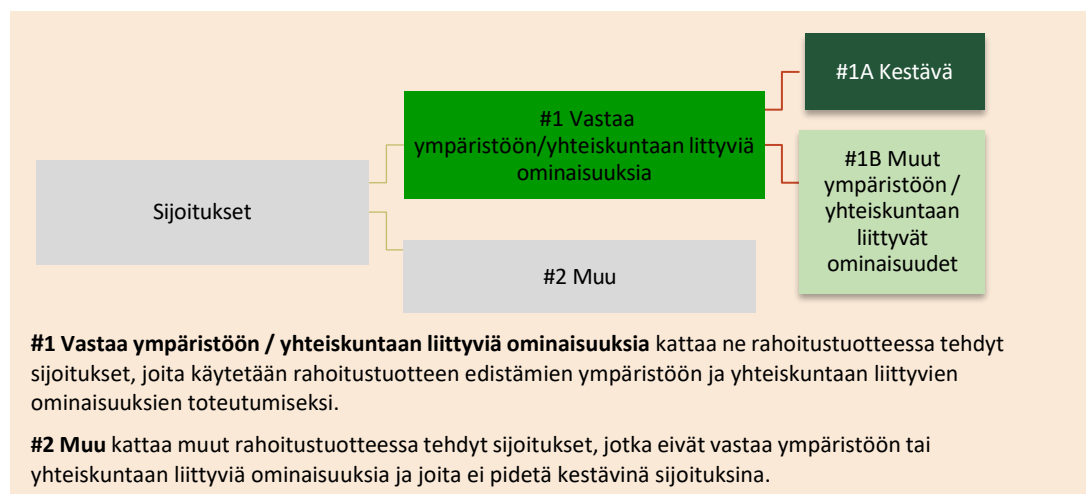 #1A Kestävä
#1 Vastaa
ympäristöön/yhteiskuntaan littyviä
ominaisuuksia
#1B Muut
ympäristöön /
yhteiskuntaan
liittyvät
ominaisuudet
Sijoitukset
#2 Muu
#1 Vastaa ympäristöön / yhteiskuntaan liittyviä ominaisuuksia kattaa ne rahoitustuotteessa tehdyt
sijoitukset, joita käytetään rahoitustuotteen edistämien ympäristöön ja yhteiskuntaan liittyvien
ominaisuuksien toteutumiseksi.
#2 Muu kattaa muut rahoitustuotteessa tehdyt sijoitukset, jotka eivät vastaa ympäristöön tai
yhteiskuntaan liittyviä ominaisuuksia ja joita ei pidetä kestävinä sijoituksina.